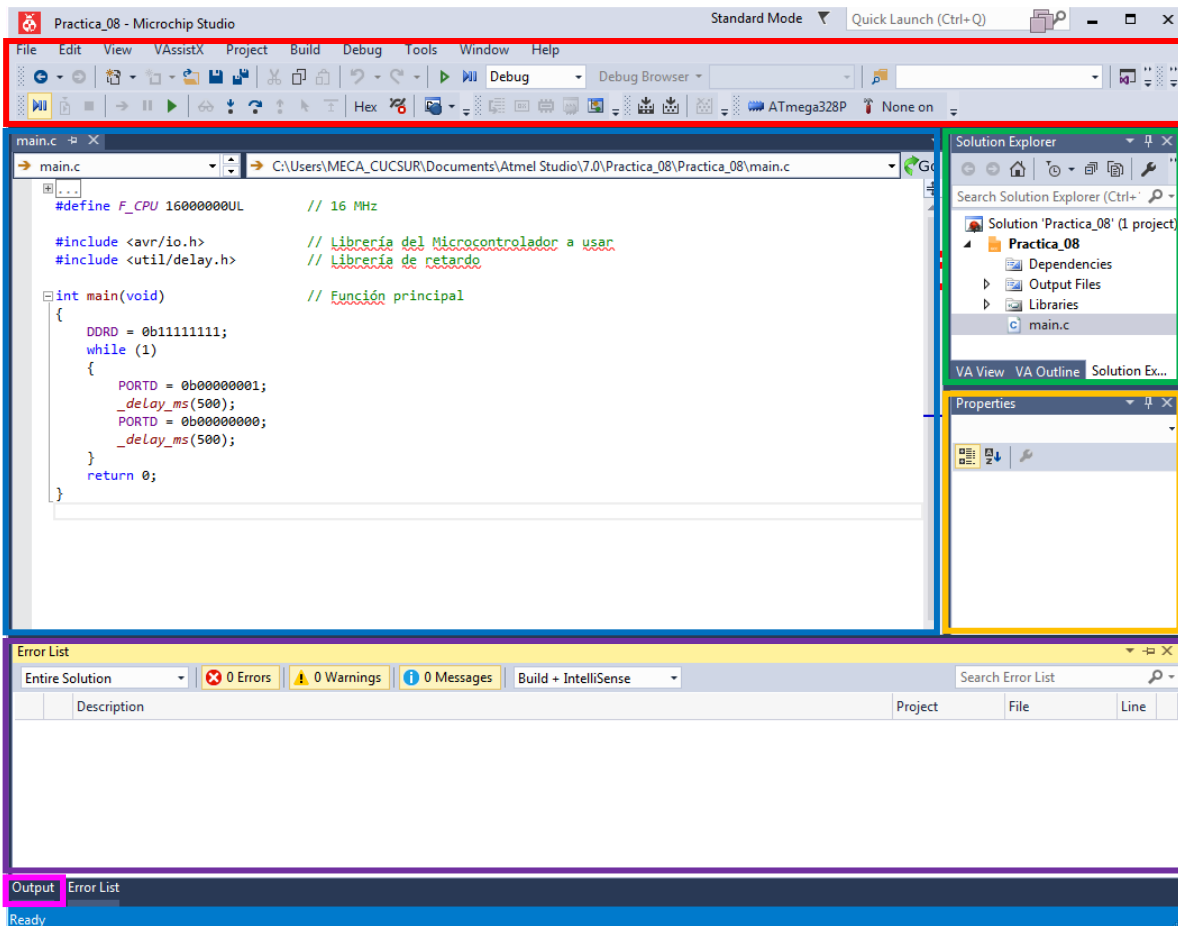 Practica_08 - Microchip Studio
Standard Mode
Quick Launch (Ctrl+Q)
File Edit View VAssistX Project Build Debug Tools Window Help
Debug
Debug Browser
Hex
ATmega328P
None on
main.c
main.c
C:\Users\MECA_CUCSUR\Documents\Atmel Studio\7.0\Practica_08\Practica_08\main.c
...
#define F_CPU 16000000UL // 16 MHz
#include <avr/io.h> // Librería del Microcontrolador a usar
#include <util/delay.h> // Librería de retardo
int main(void) // Función principal
{
DDRD = 0b11111111;
while (1)
{
PORTD = 0b00000001;
_delay_ms(500);
PORTD = 0b00000000;
_delay_ms(500);
}
return 0;
}
Solution Explorer
Search Solution Explorer (Ctrl+
Solution 'Practica_08' (1 project)
Practica_08
Dependencies
Output Files
Libraries
main.c
VA View VA Outline Solution Ex...
Properties
Error List
Entire Solution
0 Errors
0 Warnings
0 Messages
Build + IntelliSense
Search Error List
Description Project File Line
Output Error List
Ready